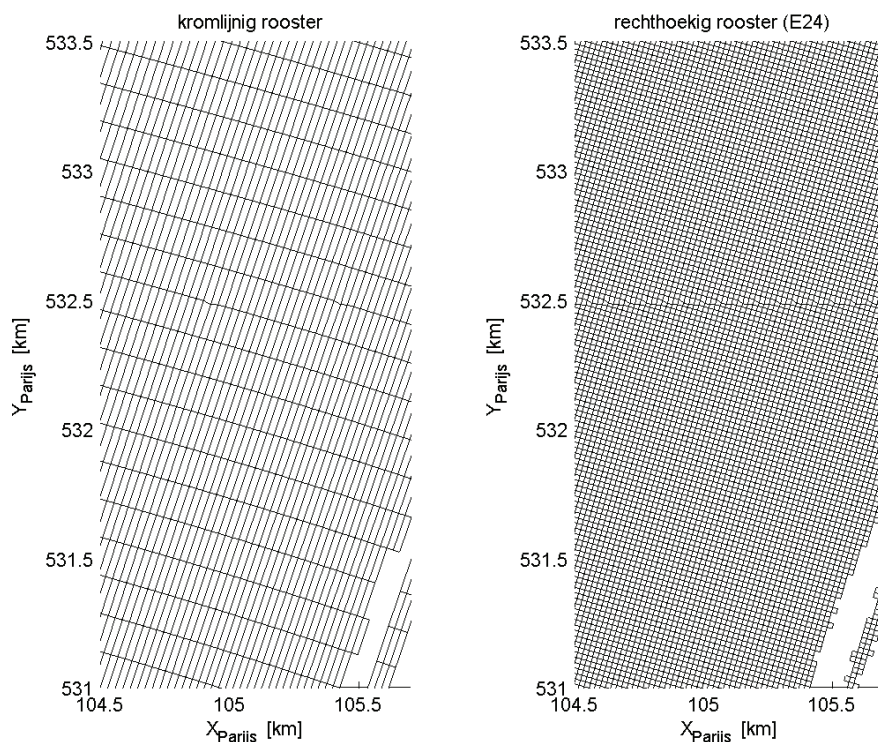 kromlijnig rooster
533.5
533
532.5
532
531.5
531
104.5 105 105.5
Y_Parijs [km]
X_Parijs [km]
rechthoekig rooster (E24)
533.5
533
532.5
532
531.5
531
104.5 105 105.5
Y_Parijs [km]
X_Parijs [km]